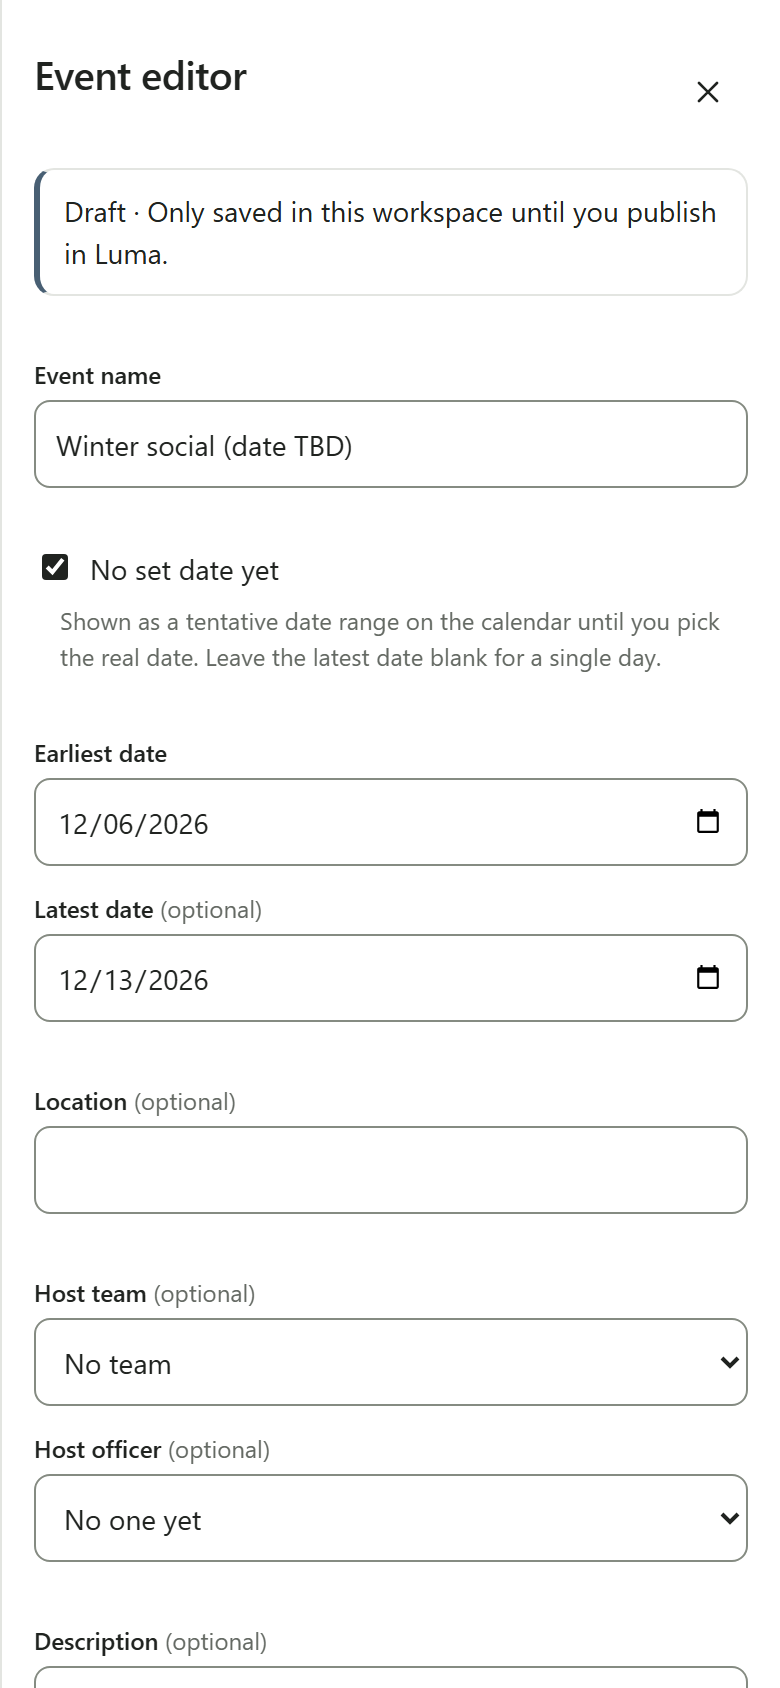 Event editor
Draft · Only saved in this workspace until you publish
in Luma.
Event name
Winter social (date TBD)
No set date yet
Shown as a tentative date range on the calendar until you pick
the real date. Leave the latest date blank for a single day.
Earliest date
12/06/2026
Latest date (optional)
12/13/2026
Location (optional)
Host team (optional)
No team
Host officer (optional)
No one yet
Description (optional)